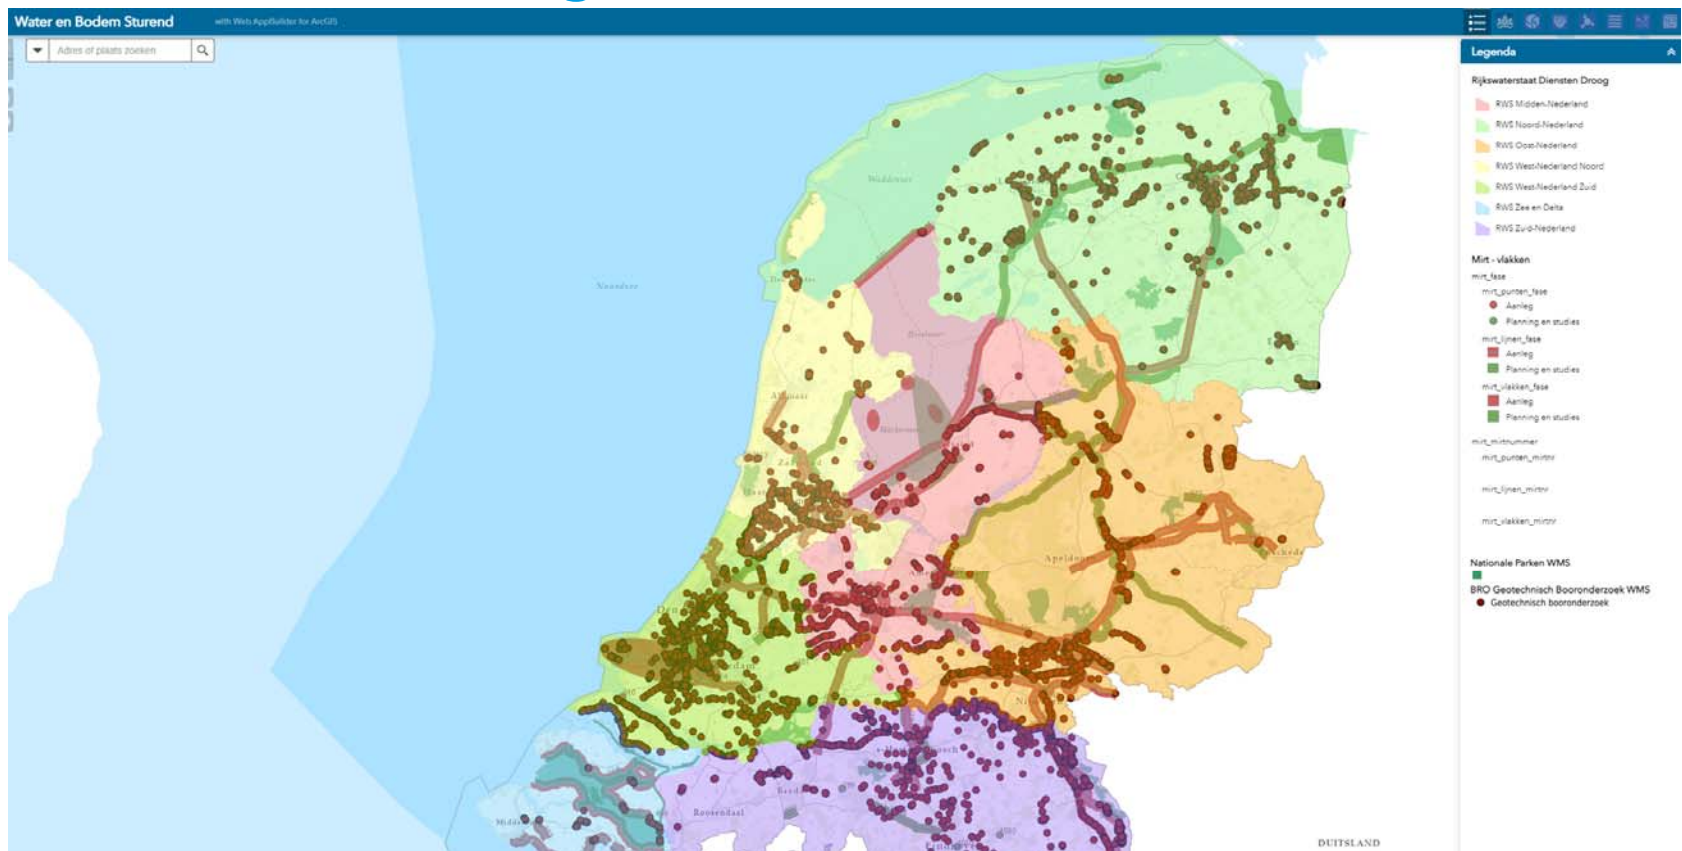 Water en Bodem Sturend
with Web AppBuilder for ArcGIS
Adres of plaats zoeken
Legenda
Rijkswaterstaat Diensten Droog
RWS Midden-Nederland
RWS Noord-Nederland
RWS Oost-Nederland
RWS West-Nederland Noord
RWS West-Nederland Zuid
RWS Zee en Delta
RWS Zuid-Nederland
Mirt - vlakken
mirt_fase
mirt_punten_fase
Aanleg
Planning en studies
mirt_lijnen_fase
Aanleg
Planning en studies
mirt_vlakken_fase
Aanleg
Planning en studies
mirt_mirtnummer
mirt_punten_mirtnr
mirt_lijnen_mirtnr
mirt_vlakken_mirtnr
Nationale Parken WMS
BRO Geotechnisch Booronderzoek WMS
Geotechnisch booronderzoek
Waddenzee
Noordzee
Alkmaar
Roosendaal
DUITSLAND